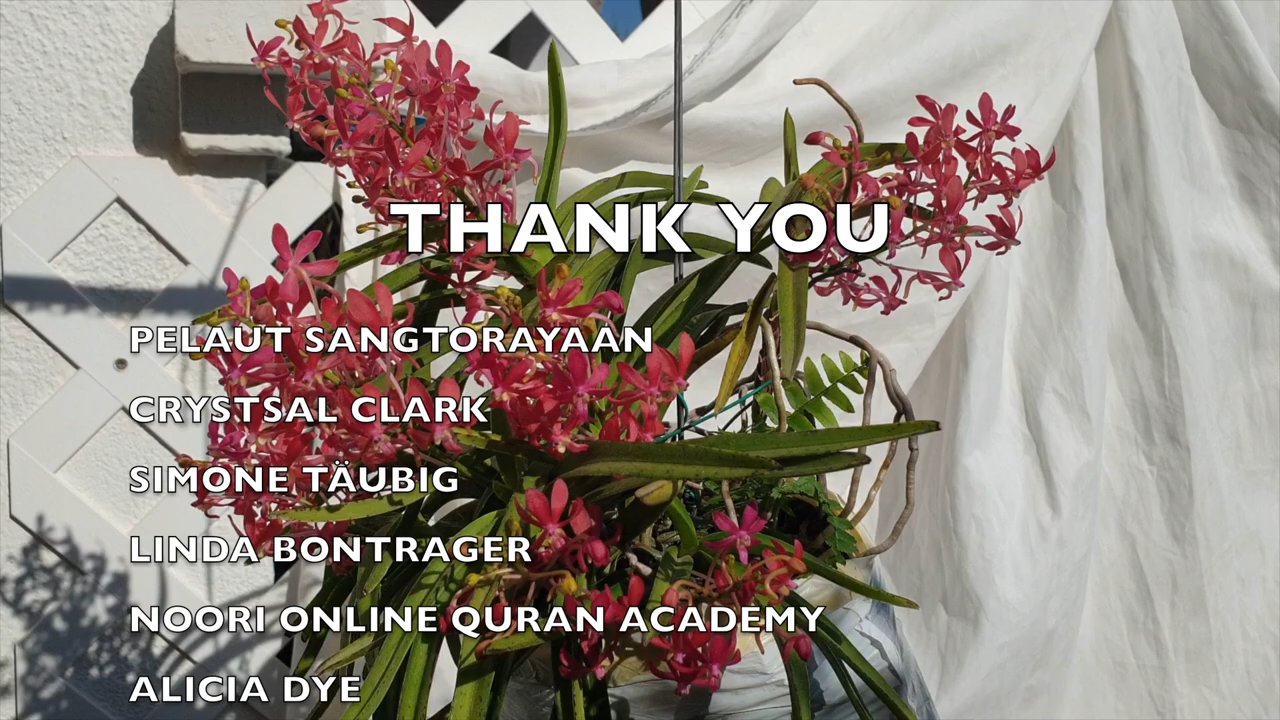 THANK YOU
PELAUT SANGTORAYAAN
CRYSTSAL CLARK
SIMONE TÄUBIG
LINDA BONTRAGER
NOORI ONLINE QURAN ACADEMY
ALICIA DYE